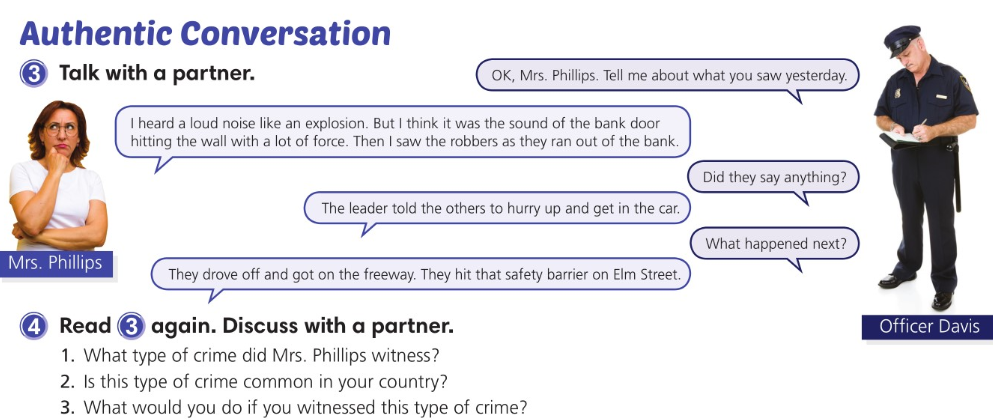 Authentic Conversation
3 Talk with a partner.
OK, Mrs. Phillips. Tell me about what you saw yesterday.
I heard a loud noise like an explosion. But I think it was the sound of the bank door
hitting the wall with a lot of force. Then I saw the robbers as they ran out of the bank.
Did they say anything?
The leader told the others to hurry up and get in the car.
What happened next?
They drove off and got on the freeway. They hit that safety barrier on Elm Street.
Mrs. Phillips
Officer Davis
4 Read 3 again. Discuss with a partner.
1. What type of crime did Mrs. Phillips witness?
2. Is this type of crime common in your country?
3. What would you do if you witnessed this type of crime?